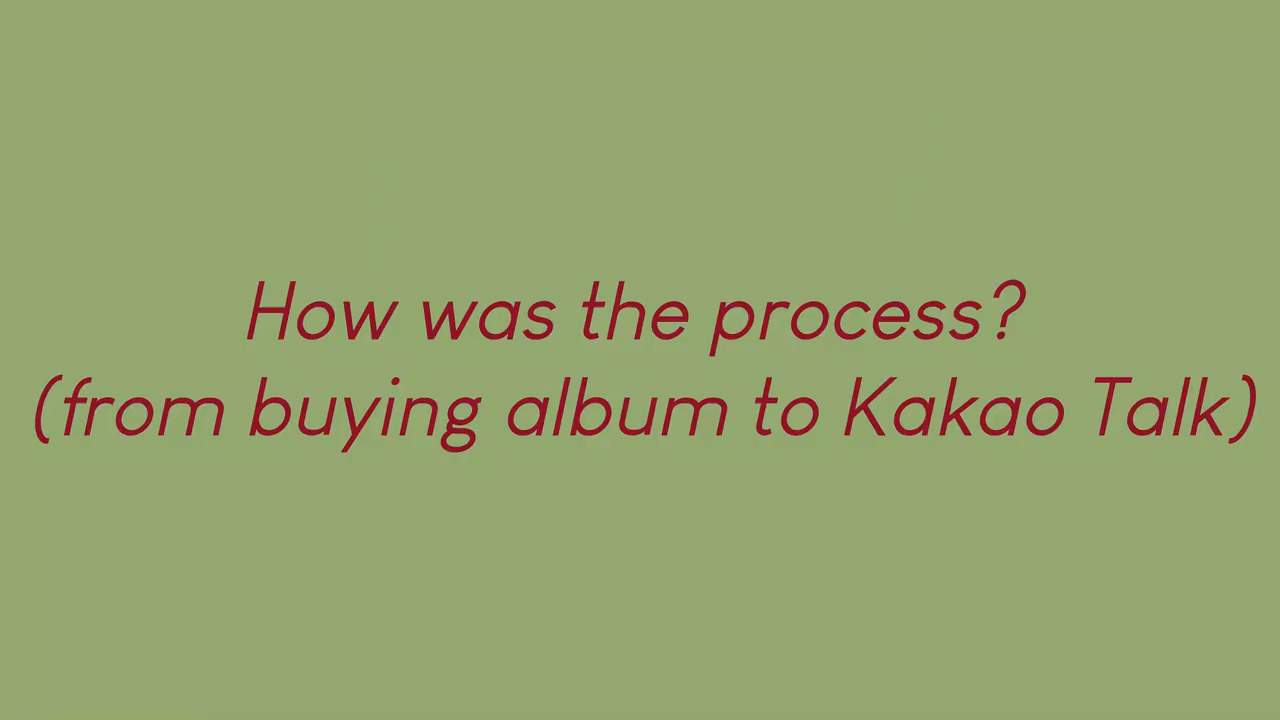 How was the process?
(from buying album to Kakao Talk)